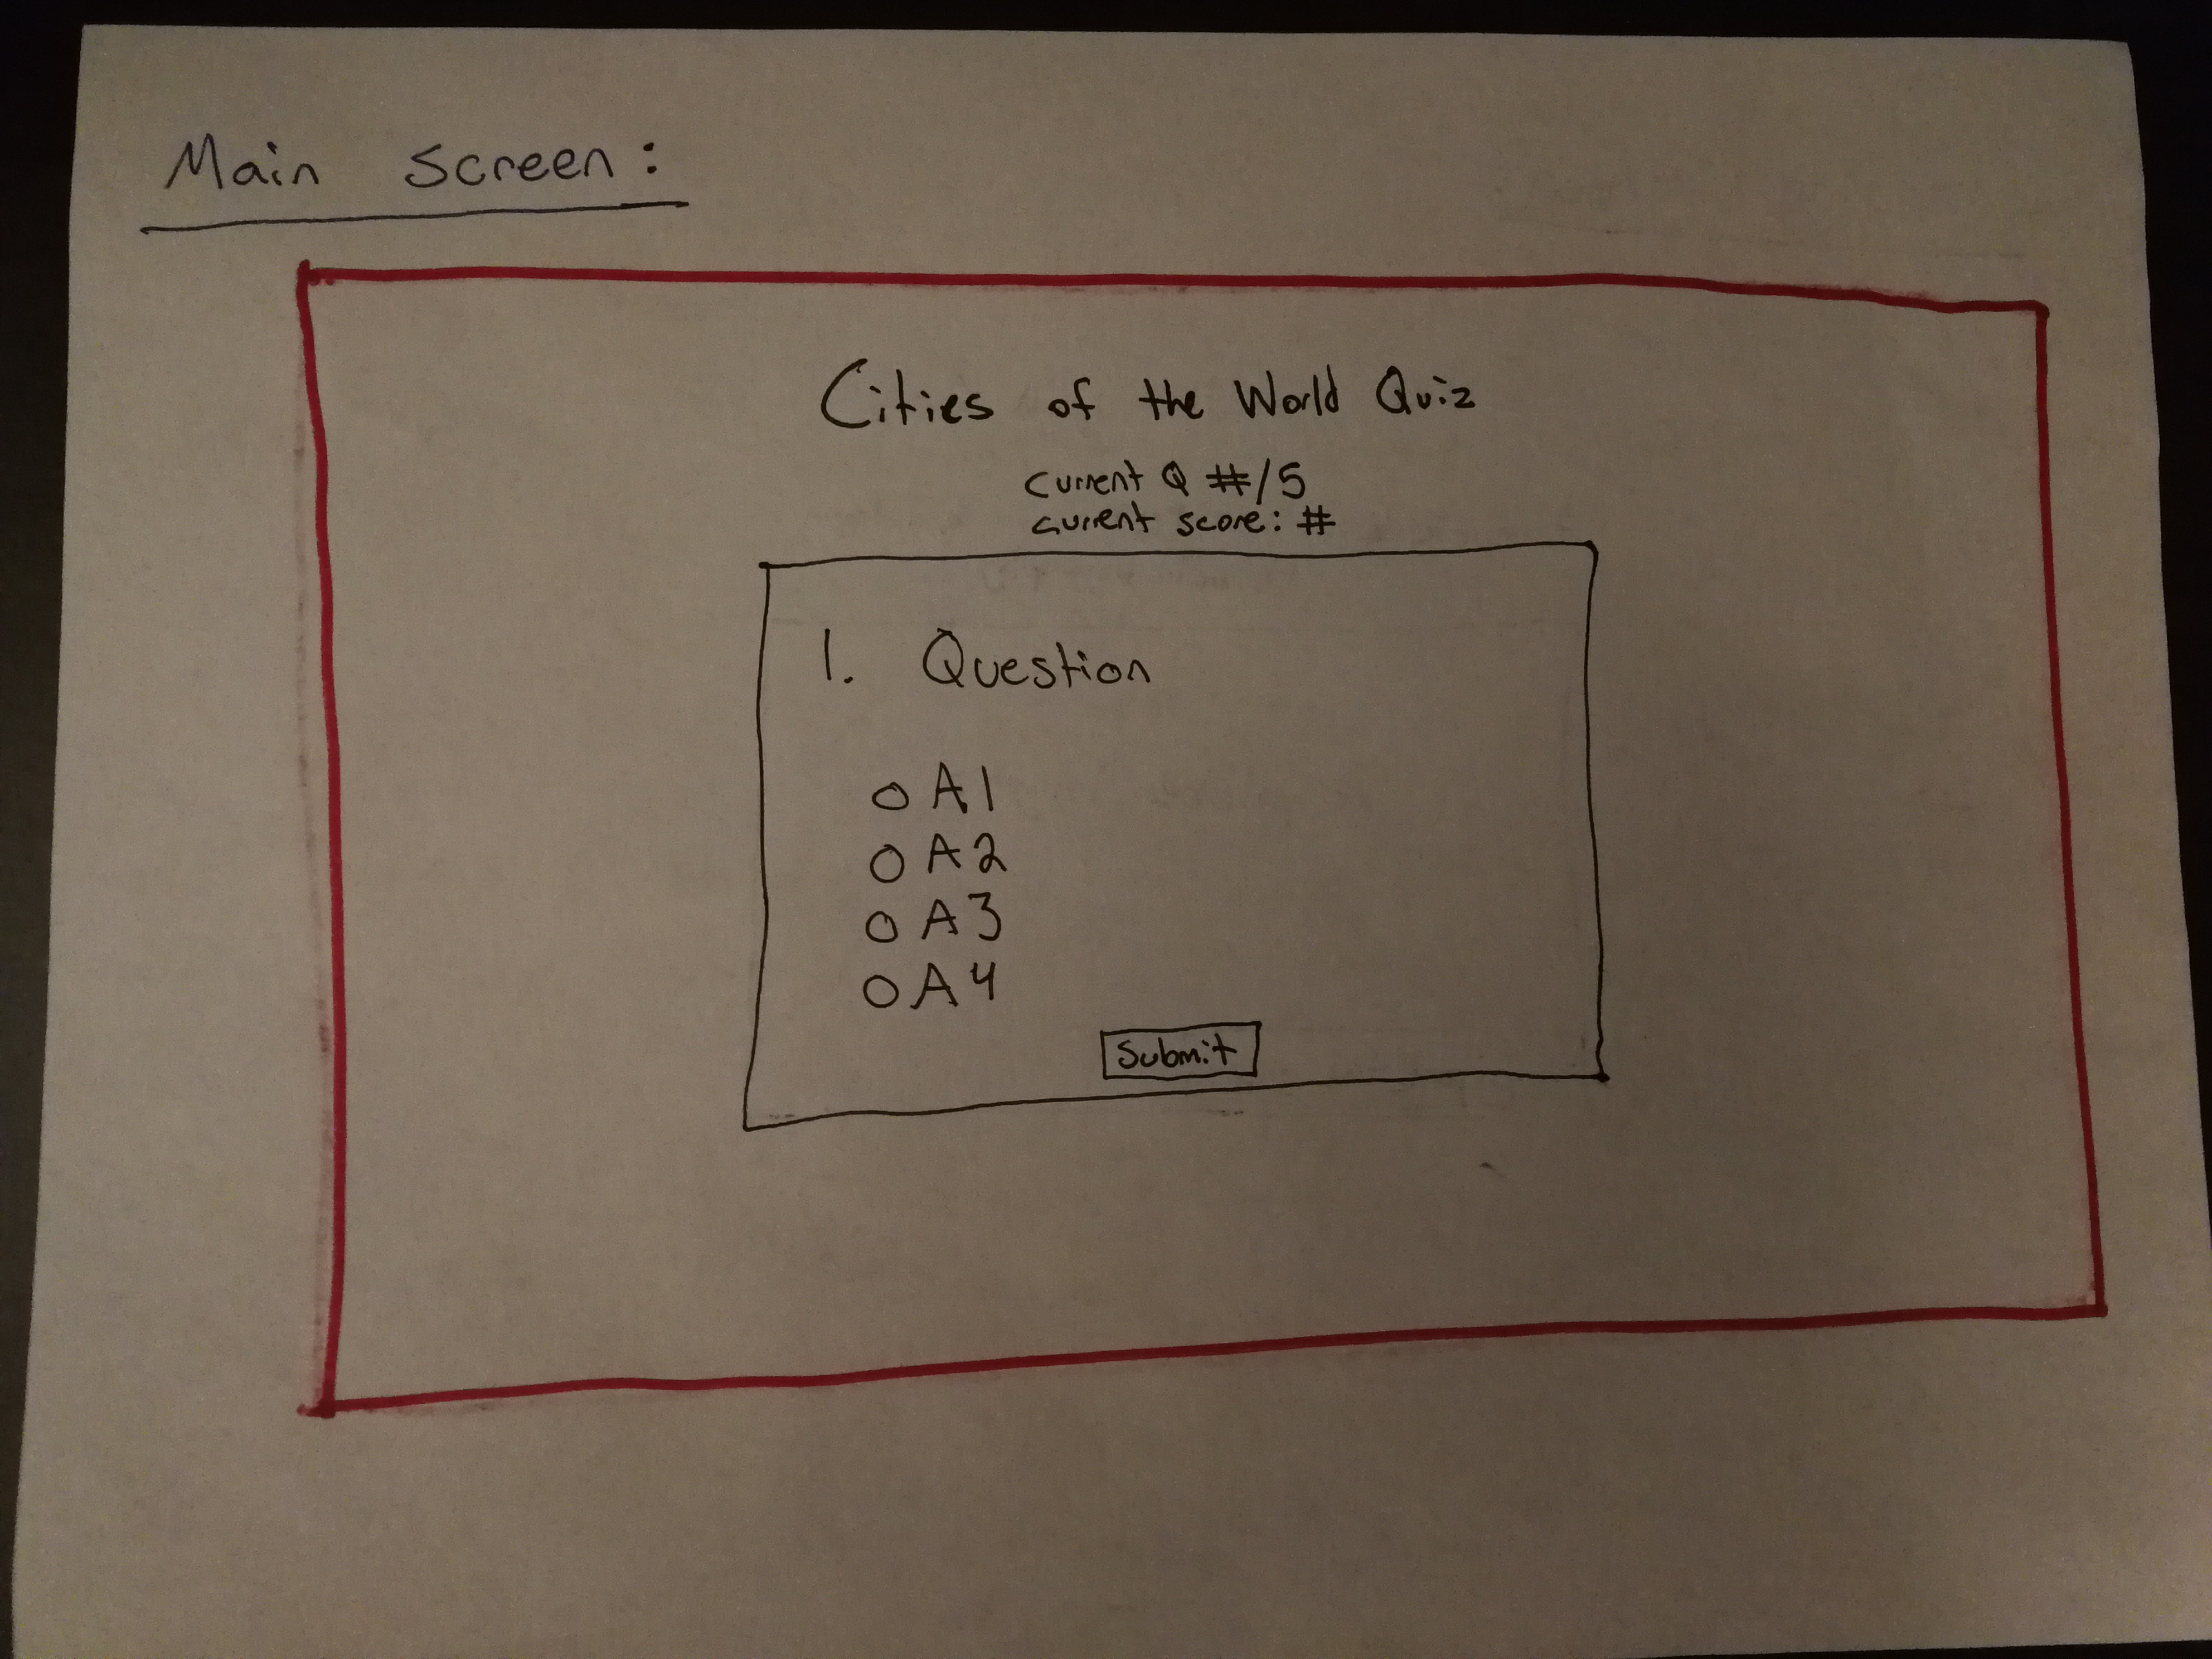 Main Screen:
Cities of the World Quiz
Current Q #/5
current score: #
1. Question
A1
A2
A3
A4
Submit